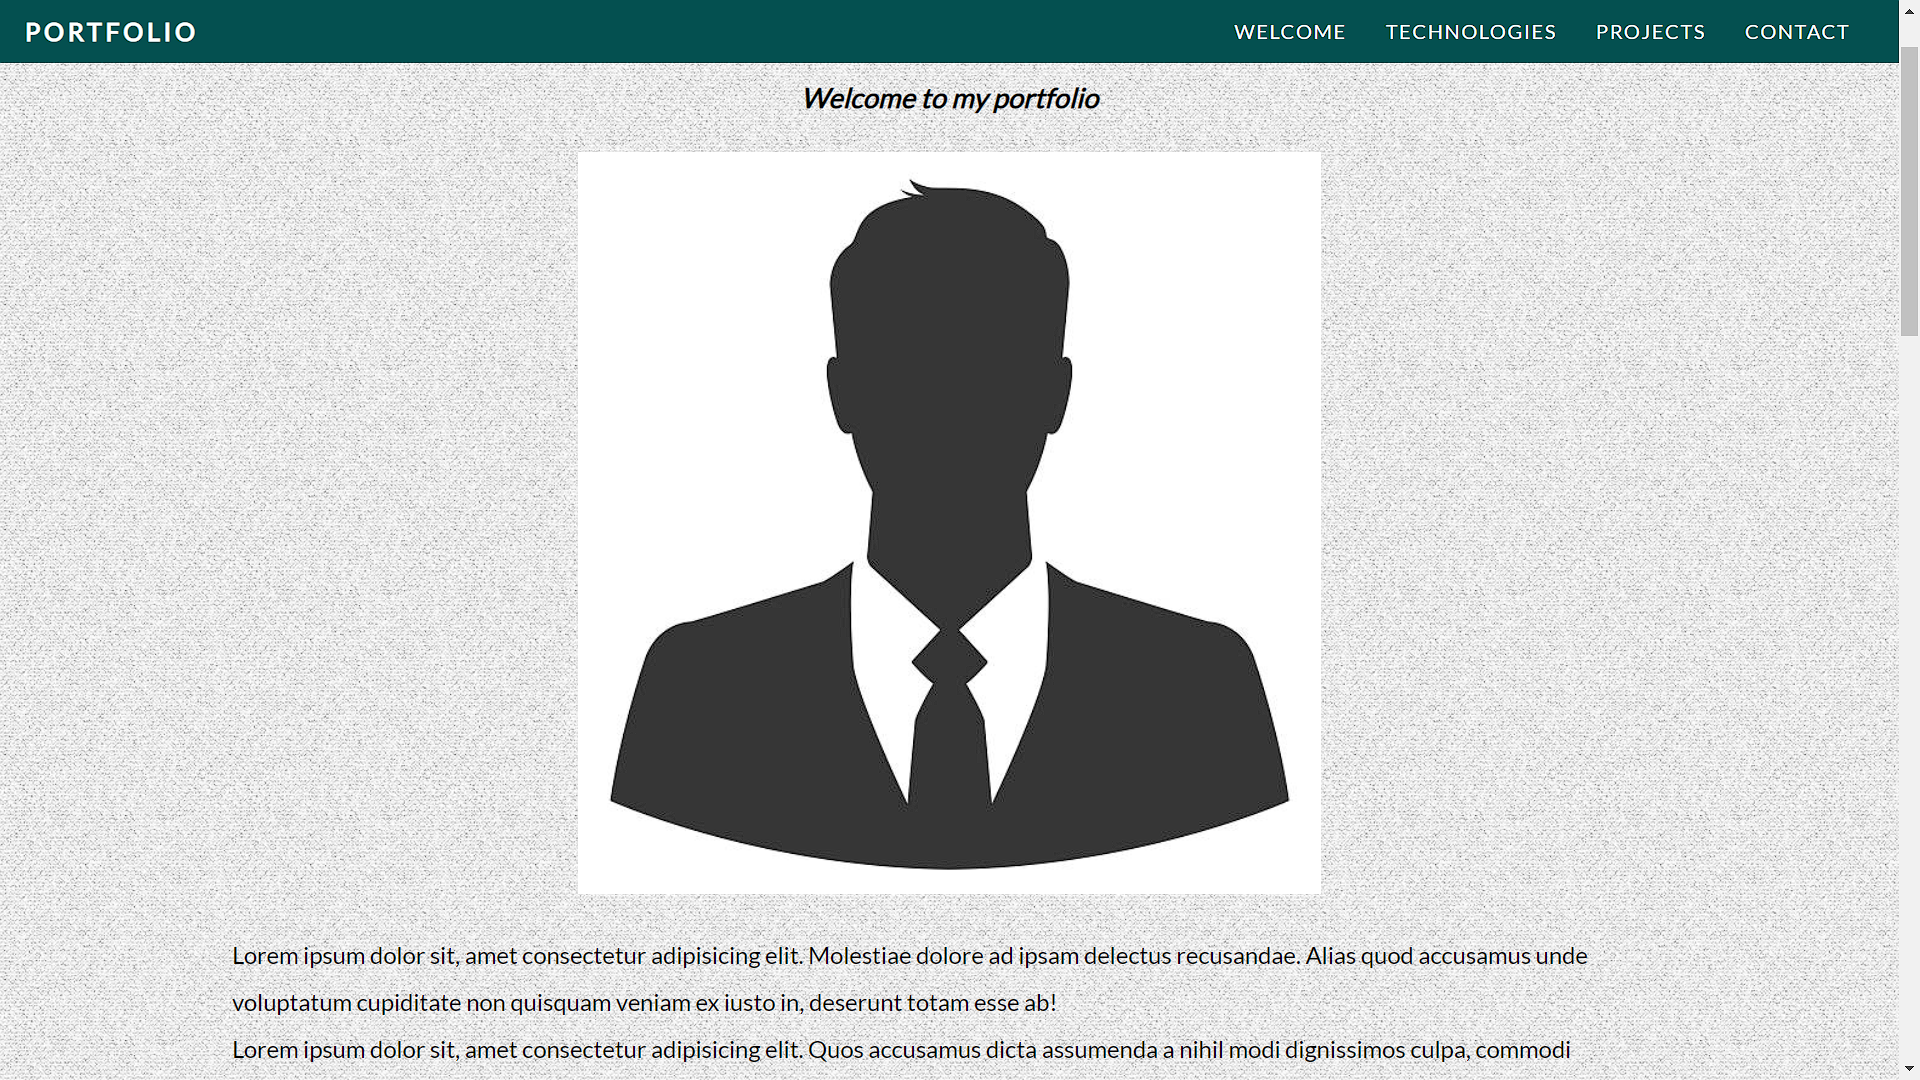 PORTFOLIO
WELCOME TECHNOLOGIES PROJECTS CONTACT
Welcome to my portfolio
Lorem ipsum dolor sit, amet consectetur adipisicing elit. Molestiae dolore ad ipsam delectus recusandae. Alias quod accusamus unde
voluptatum cupiditate non quisquam veniam ex iusto in, deserunt totam esse ab!
Lorem ipsum dolor sit, amet consectetur adipisicing elit. Quos accusamus dicta assumenda a nihil modi dignissimos culpa, commodi